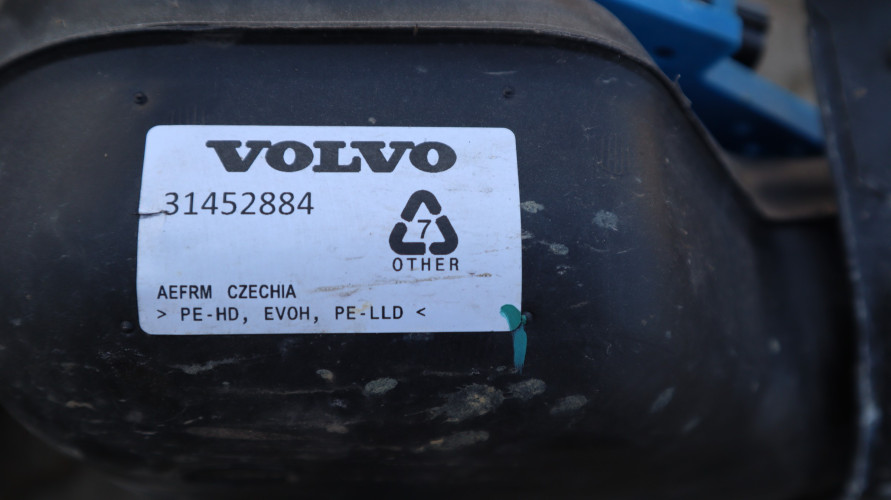 VOLVO
31452884
7
OTHER
AEFRM CZECHIA
> PE-HD, EVOH, PE-LLD <